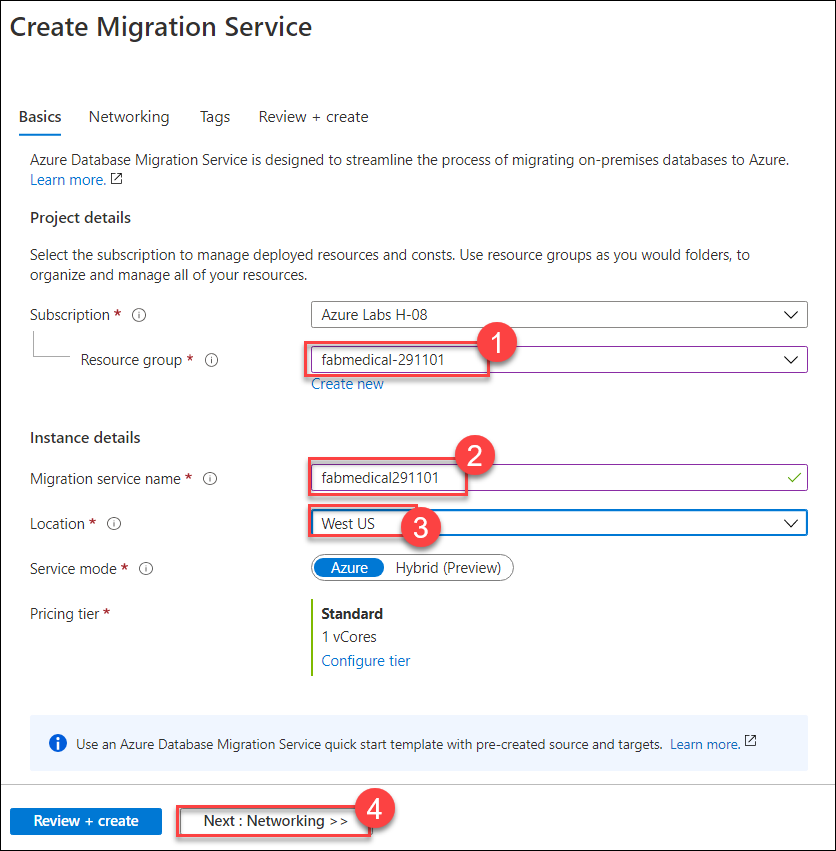 Create Migration Service
Basics Networking Tags Review + create
Azure Database Migration Service is designed to streamline the process of migrating on-premises databases to Azure.
Learn more.
Project details
Select the subscription to manage deployed resources and consts. Use resource groups as you would folders, to
organize and manage all of your resources.
Subscription * Azure Labs H-08
Resource group * fabmedical-291101 1
Create new
Instance details
Migration service name * fabmedical291101 2
Location * West US 3
Service mode * Azure Hybrid (Preview)
Pricing tier * Standard
1 vCores
Configure tier
Use an Azure Database Migration Service quick start template with pre-created source and targets. Learn more.
Review + create Next : Networking >> 4